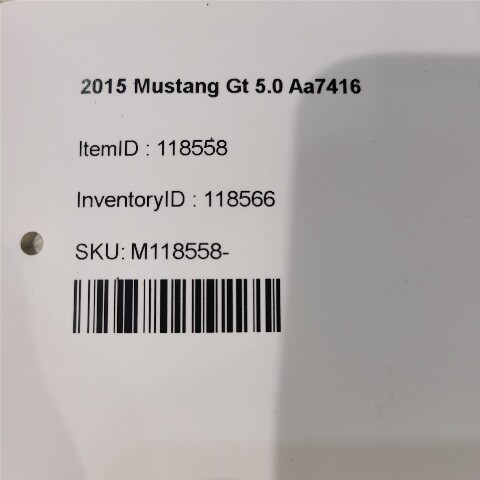 2015 Mustang Gt 5.0 Aa7416
ItemID : 118558
InventoryID : 118566
SKU: M118558-